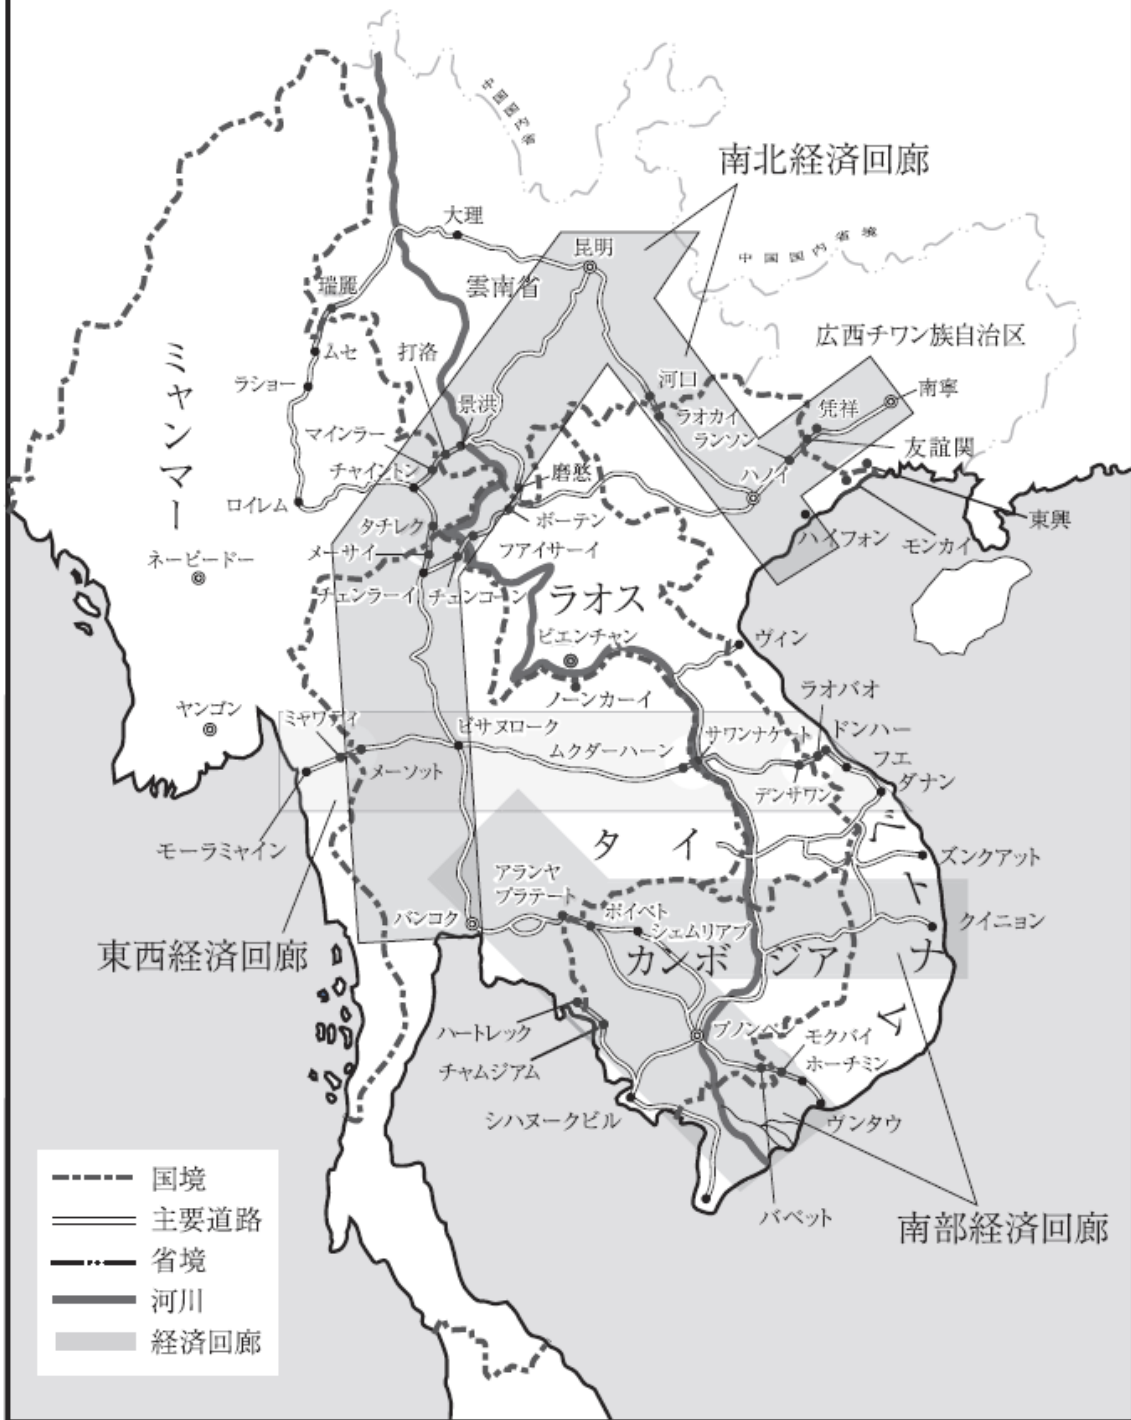 中国国内省境
南北経済回廊
大理
昆明
中国国内省境
瑞麗
雲南省
広西チワン族自治区
ムセ
打洛
河口
南寧
ラショー
景洪
ラオカイ
凭祥
ミャンマー
マインラー
ランソン
友誼関
チャイントン
磨憨
ハノイ
ロイレム
ボーテン
東興
タチレク
ハイフォン
モンカイ
メーサイ
フアイサーイ
ネーピードー
チェンラーイ
チェンコーン
ラオス
ビエンチャン
ヴィン
ノーンカーイ
ラオバオ
ヤンゴン
ミャワディ
ピサヌローク
サワンナケート
ドンハー
ムクダーハーン
フエ
メーソット
デンサワン
ダナン
モーラミャイン
タイ
ベトナム
ズンクアット
アランヤ
プラテート
バンコク
ポイペト
シェムリアプ
クイニョン
東西経済回廊
カンボジア
ハートレック
プノンペン
モクバイ
ホーチミン
チャムジアム
シハヌークビル
ヴンタウ
バベット
南部経済回廊
国境
主要道路
省境
河川
経済回廊